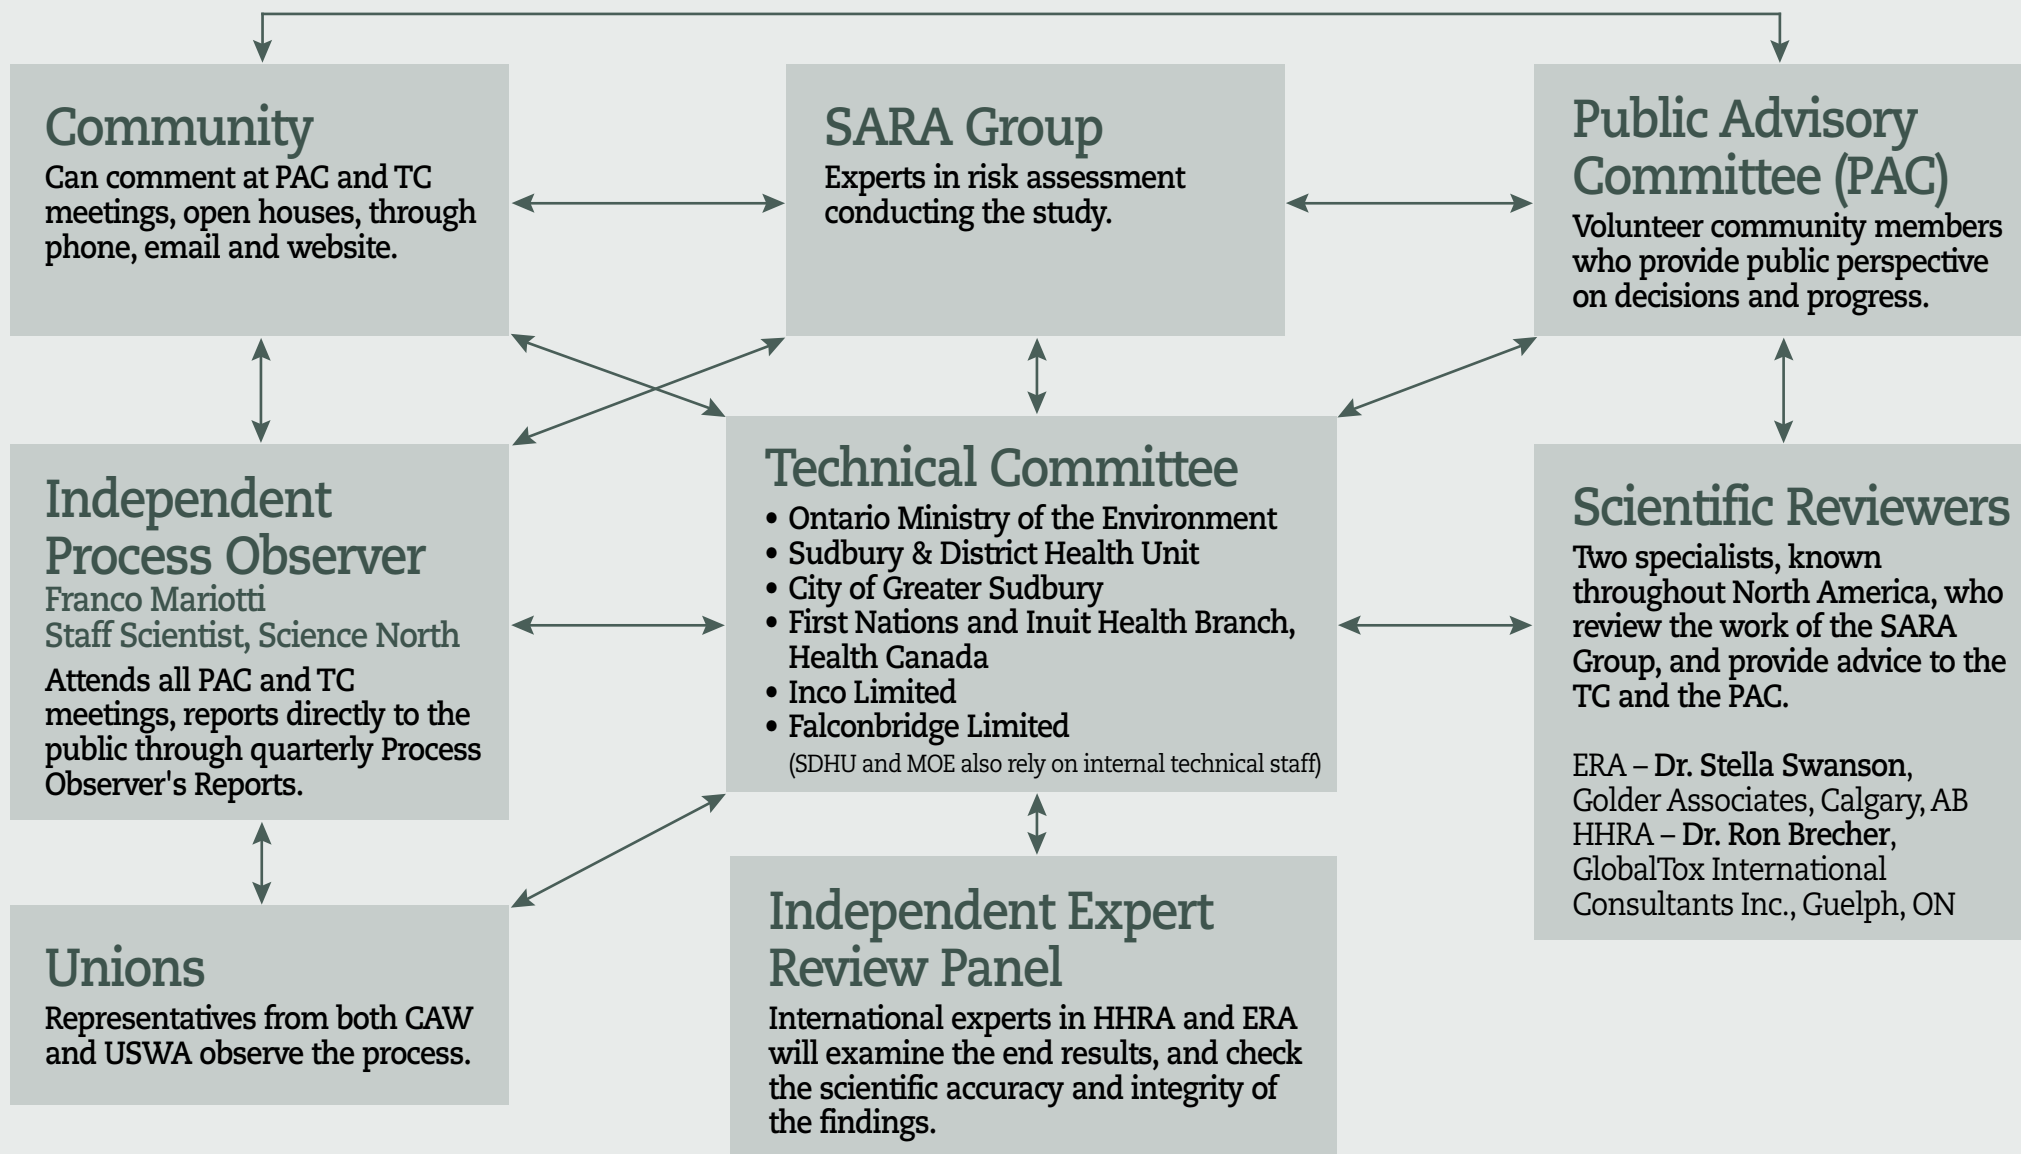 Community
Can comment at PAC and TC
meetings, open houses, through
phone, email and website.
SARA Group
Experts in risk assessment
conducting the study.
Public Advisory
Committee (PAC)
Volunteer community members
who provide public perspective
on decisions and progress.
Independent
Process Observer
Franco Mariotti
Staff Scientist, Science North
Attends all PAC and TC
meetings, reports directly to the
public through quarterly Process
Observer's Reports.
Technical Committee
• Ontario Ministry of the Environment
• Sudbury & District Health Unit
• City of Greater Sudbury
• First Nations and Inuit Health Branch,
Health Canada
• Inco Limited
• Falconbridge Limited
(SDHU and MOE also rely on internal technical staff)
Scientific Reviewers
Two specialists, known
throughout North America, who
review the work of the SARA
Group, and provide advice to the
TC and the PAC.
ERA – Dr. Stella Swanson,
Golder Associates, Calgary, AB
HHRA – Dr. Ron Brecher,
GlobalTox International
Consultants Inc., Guelph, ON
Unions
Representatives from both CAW
and USWA observe the process.
Independent Expert
Review Panel
International experts in HHRA and ERA
will examine the end results, and check
the scientific accuracy and integrity of
the findings.